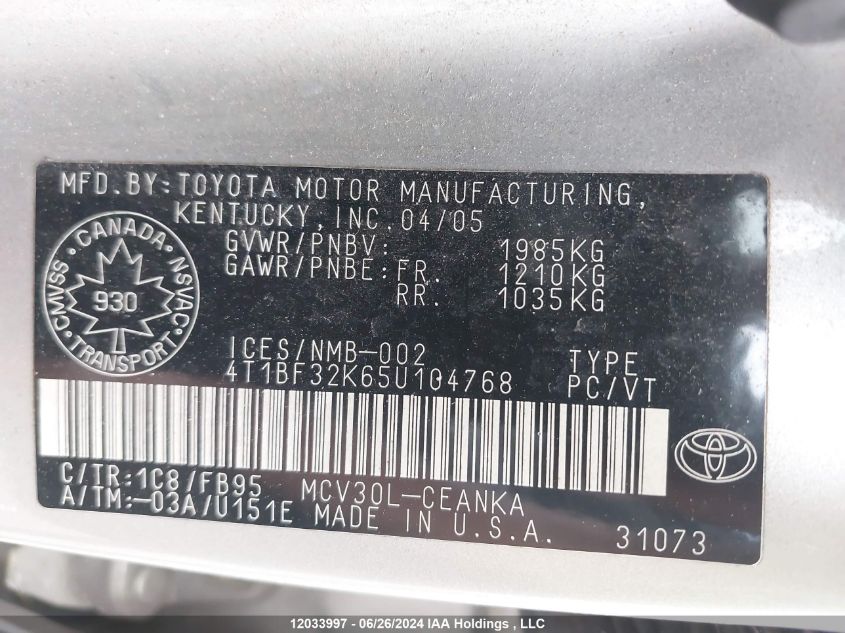 MFD.BY:TOYOTA MOTOR MANUFACTURING,
KENTUCKY,INC.04/05
GVWR/PNBV: 1985KG
GAWR/PNBE:FR. 1210KG
RR. 1035KG
CANADA
CMVSS NSVAC
930
TRANSPORT
ICES/NMB-002 TYPE
4T1BF32K65U104768 PC/VT
C/TR:1C8/FB95 MCV30L-CEANKA
A/TM:-03A/U151E MADE IN U.S.A. 31073
12033997 - 06/26/2024 IAA Holdings , LLC